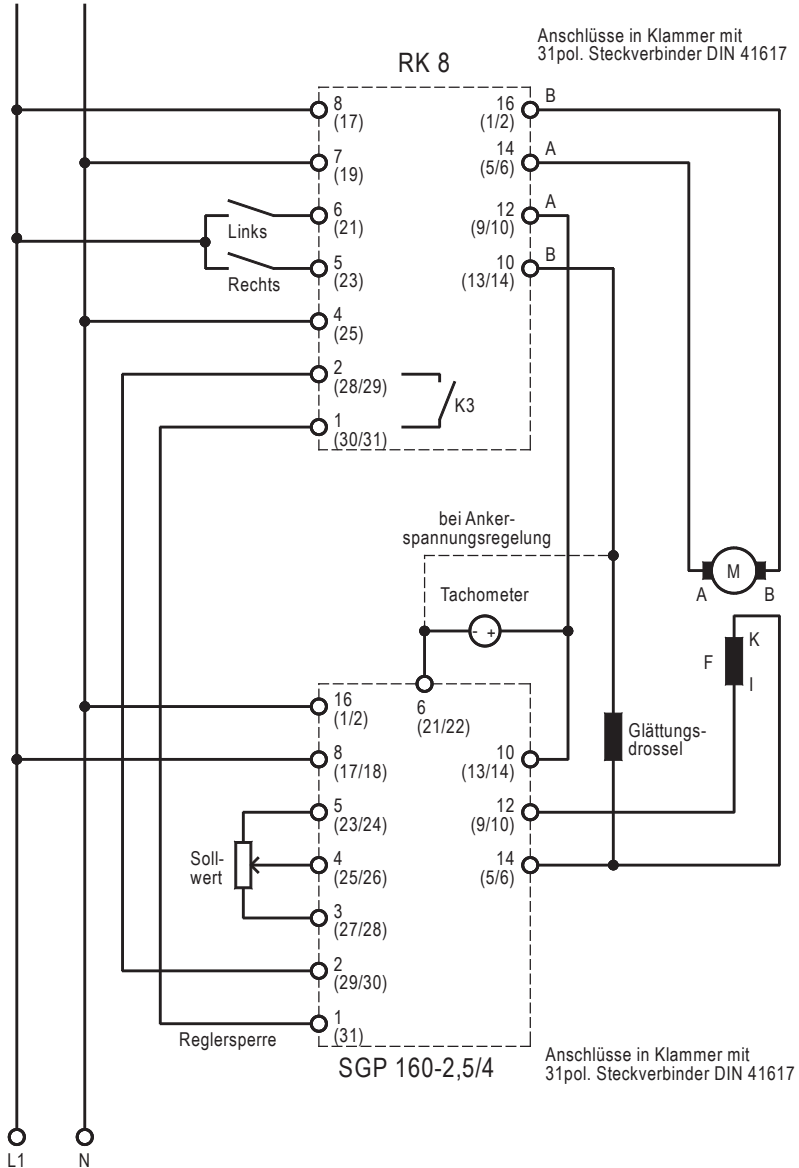 Anschlüsse in Klammer mit
31pol. Steckverbinder DIN 41617
RK 8
8
(17)
16
(1/2)
B
7
(19)
14
(5/6)
A
6
(21)
12
(9/10)
A
Links
5
(23)
10
(13/14)
B
Rechts
4
(25)
2
(28/29)
K3
1
(30/31)
bei Anker-
spannungsregelung
Tachometer
- +
M
A
B
F
K
I
16
(1/2)
6
(21/22)
8
(17/18)
10
(13/14)
Glättungs-
drossel
5
(23/24)
12
(9/10)
Soll-
wert
4
(25/26)
14
(5/6)
3
(27/28)
2
(29/30)
1
(31)
Reglersperre
SGP 160-2,5/4
Anschlüsse in Klammer mit
31pol. Steckverbinder DIN 41617
L1
N